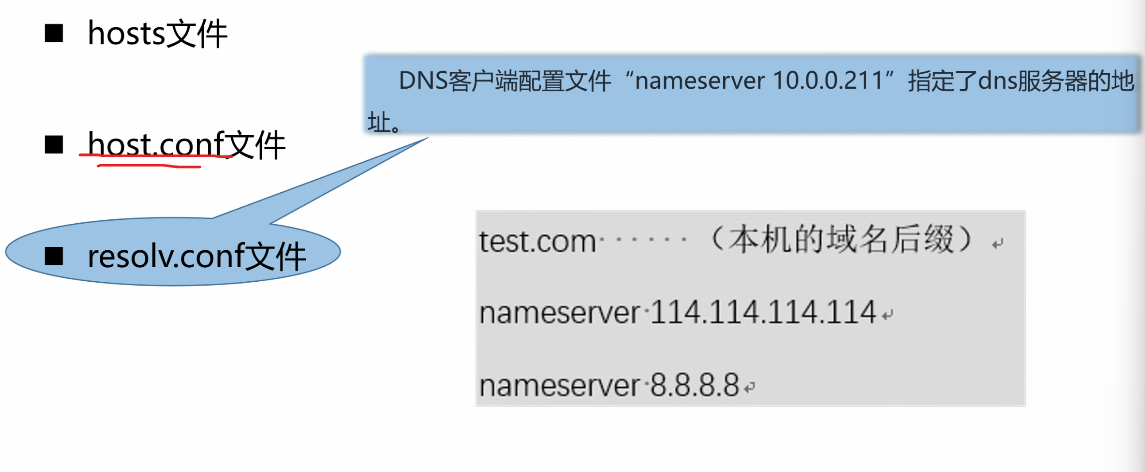 ■ hosts文件
DNS客户端配置文件“nameserver 10.0.0.211”指定了dns服务器的地
址。
■ host.conf文件
■ resolv.conf文件
test.com······（本机的域名后缀）↵
nameserver·114.114.114.114↵
nameserver·8.8.8.8↵